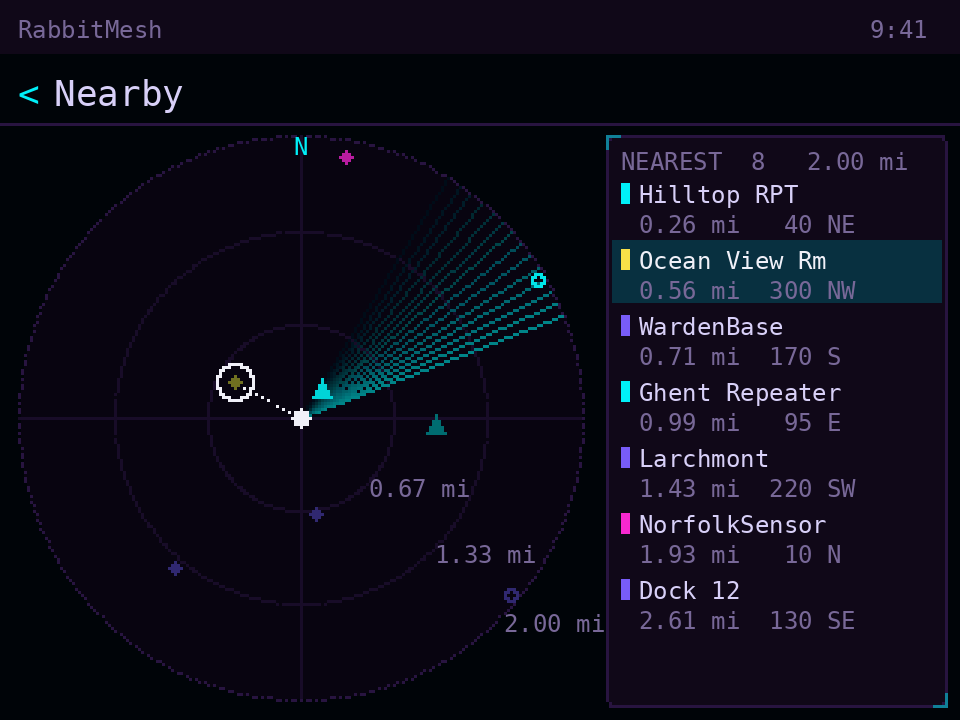 RabbitMesh 9:41
< Nearby
N
0.67 mi
1.33 mi
2.00 mi
NEAREST 8 2.00 mi
Hilltop RPT
0.26 mi 40 NE
Ocean View Rm
0.56 mi 300 NW
WardenBase
0.71 mi 170 S
Ghent Repeater
0.99 mi 95 E
Larchmont
1.43 mi 220 SW
NorfolkSensor
1.93 mi 10 N
Dock 12
2.61 mi 130 SE